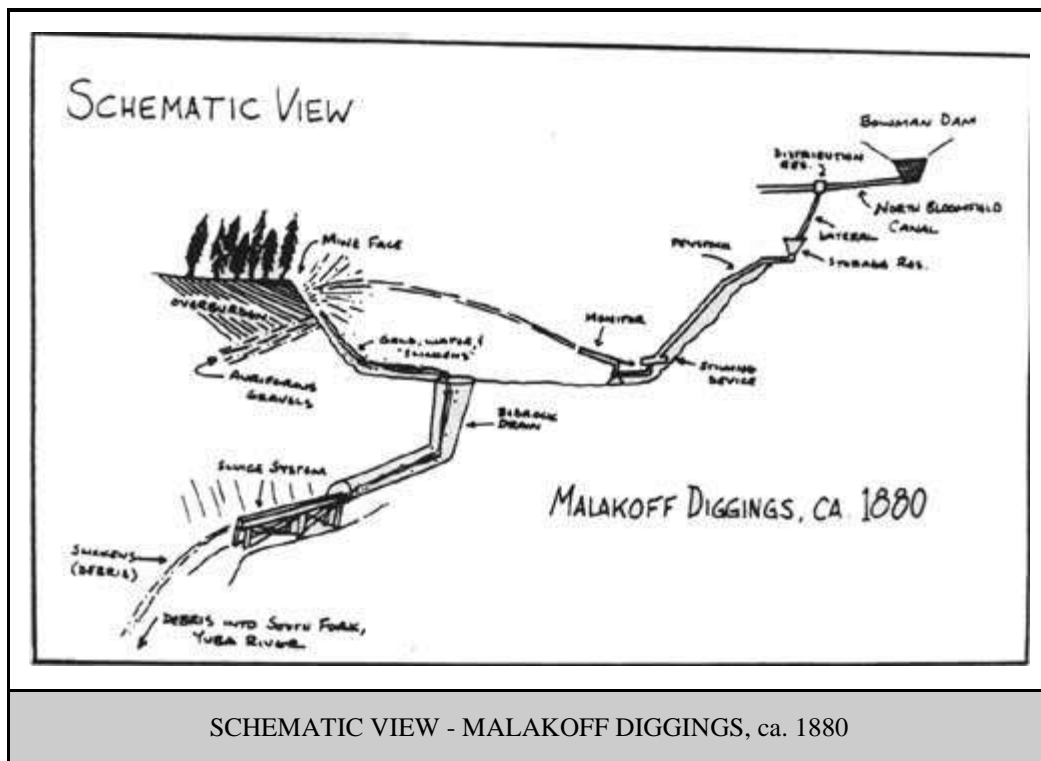 SCHEMATIC VIEW
BOWMAN DAM
DISTRIBUTION
RES.
NORTH BLOOMFIELD
CANAL
LATERAL
STORAGE RES.
PENSTOCK
MINE FACE
OVERBURDEN
MONITOR
GOLD, WATER, &
"SLICKENS"
STILLING
DEVICE
AURIFEROUS
GRAVELS
BEDROCK
DRAIN
SLUICE SYSTEM
MALAKOFF DIGGINGS, CA. 1880
SLICKENS
(DEBRIS)
DEBRIS INTO SOUTH FORK,
YUBA RIVER
SCHEMATIC VIEW - MALAKOFF DIGGINGS, ca. 1880